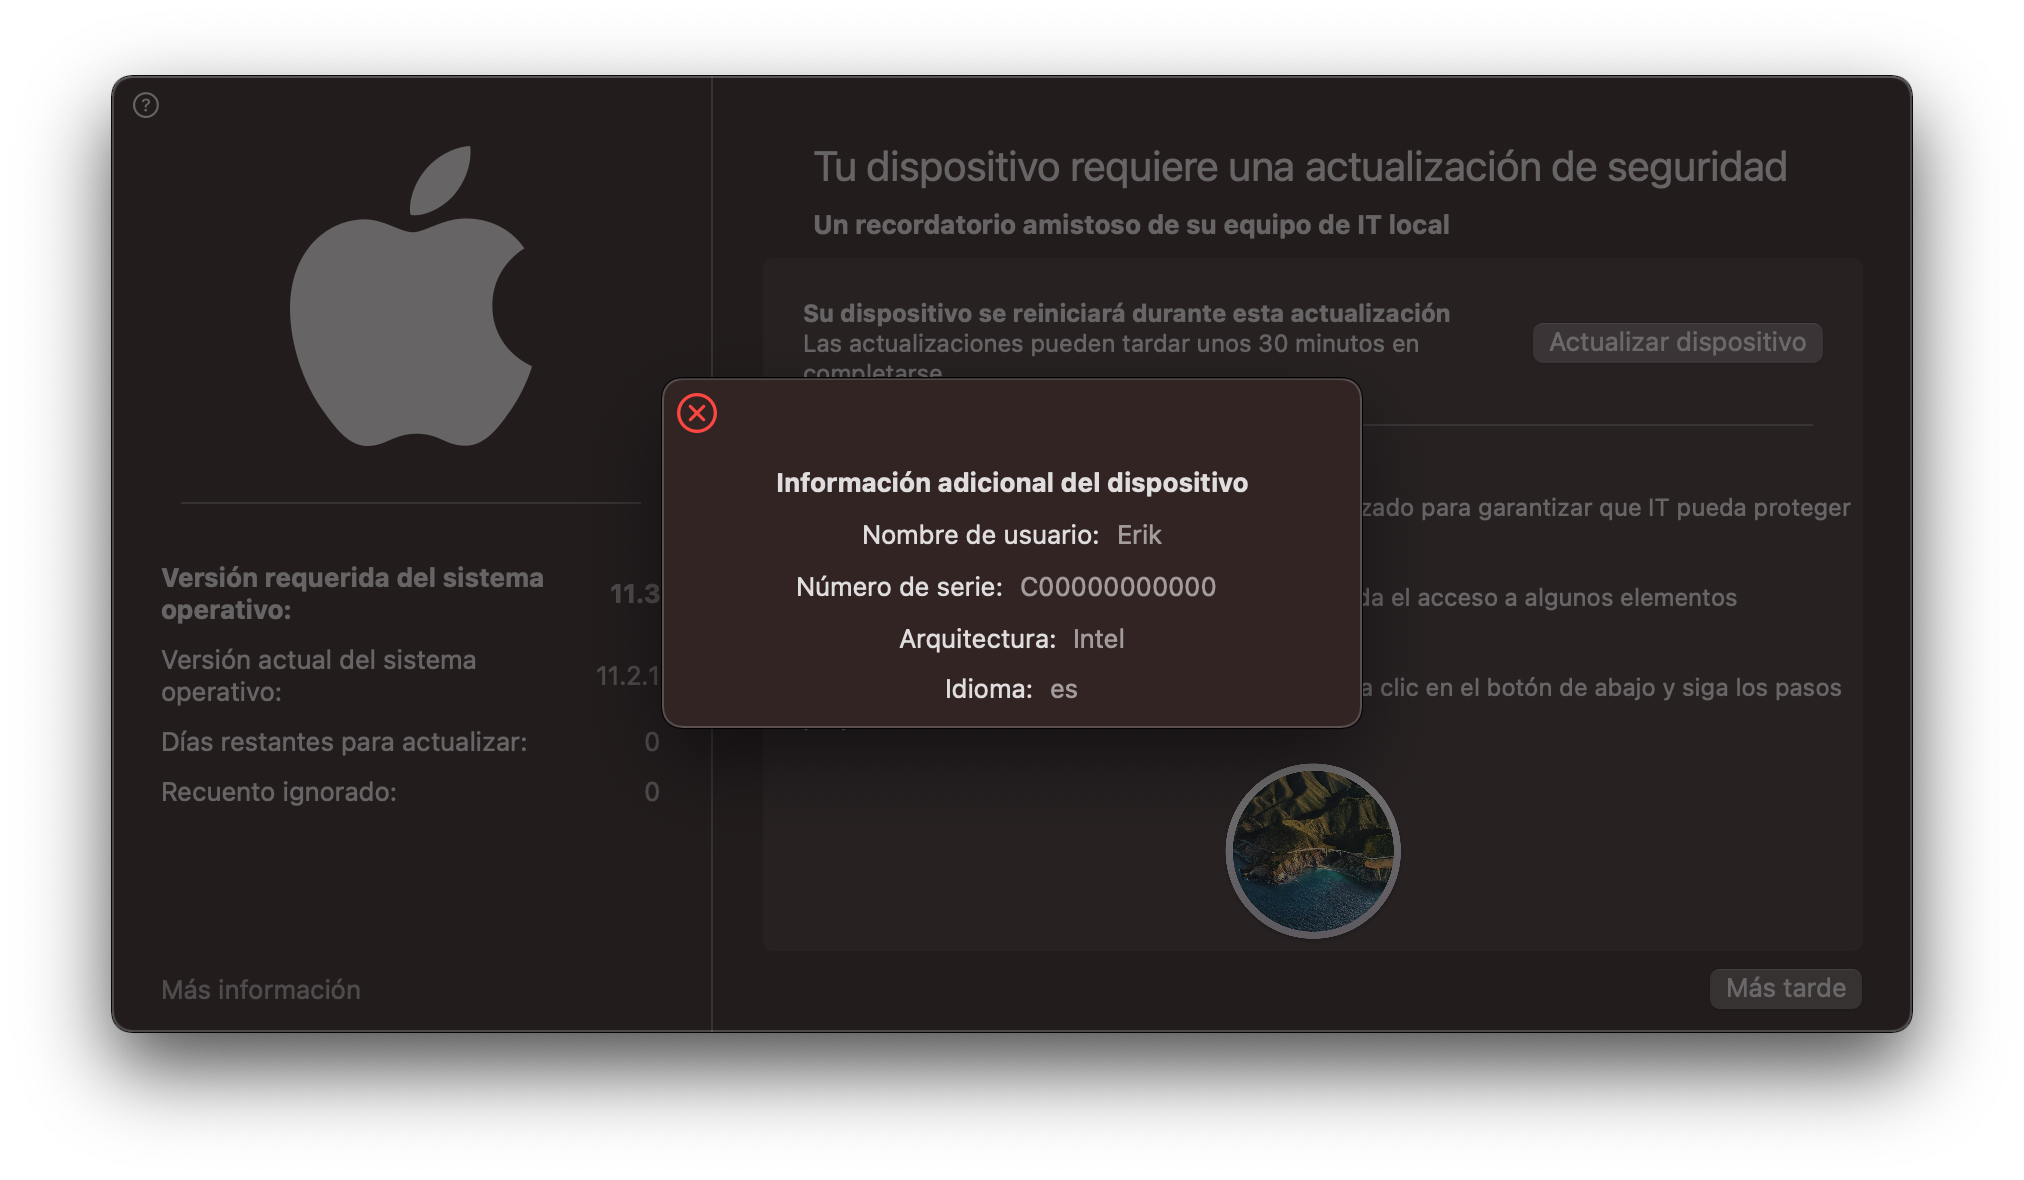 ?
Tu dispositivo requiere una actualización de seguridad
Un recordatorio amistoso de su equipo de IT local
Su dispositivo se reiniciará durante esta actualización
Las actualizaciones pueden tardar unos 30 minutos en
completarse
Actualizar dispositivo
para garantizar que IT pueda proteger
el acceso a algunos elementos
clic en el botón de abajo y siga los pasos
Información adicional del dispositivo
Nombre de usuario: Erik
Número de serie: C00000000000
Arquitectura: Intel
Idioma: es
Versión requerida del sistema
operativo: 11.3
Versión actual del sistema
operativo: 11.2.1
Días restantes para actualizar: 0
Recuento ignorado: 0
Más información
Más tarde